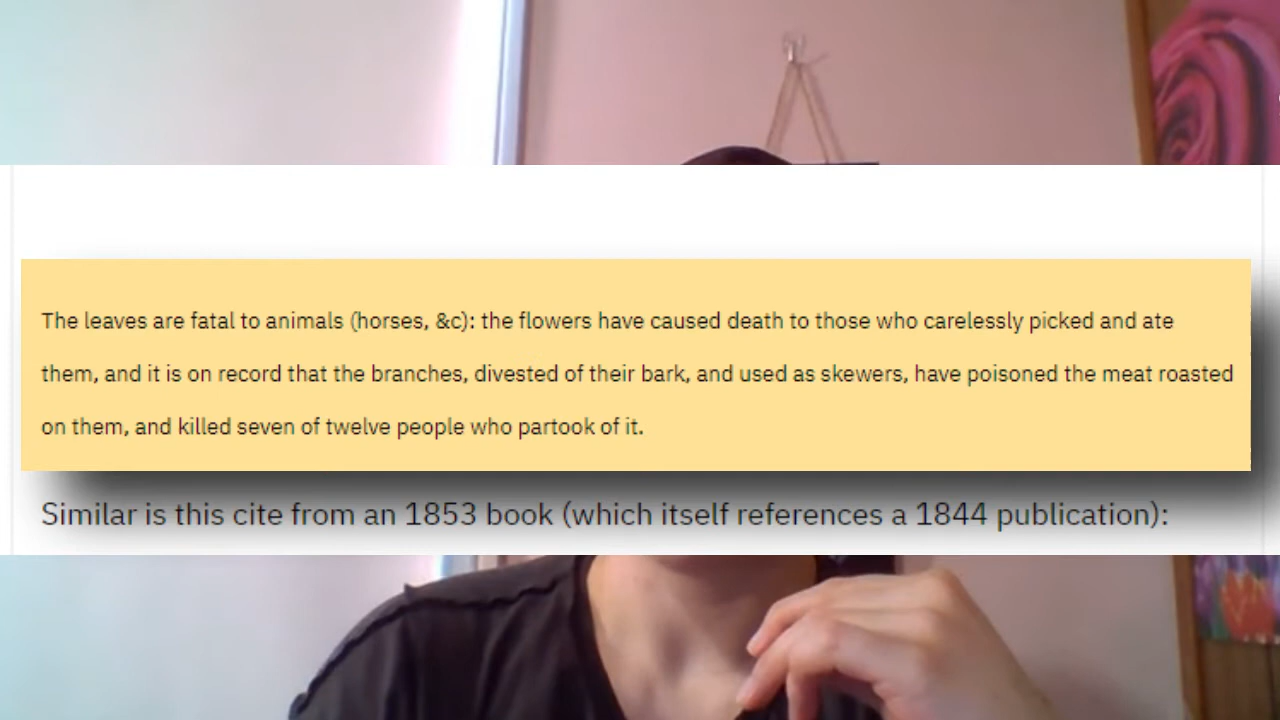 The leaves are fatal to animals (horses, &c): the flowers have caused death to those who carelessly picked and ate
them, and it is on record that the branches, divested of their bark, and used as skewers, have poisoned the meat roasted
on them, and killed seven of twelve people who partook of it.
Similar is this cite from an 1853 book (which itself references a 1844 publication):